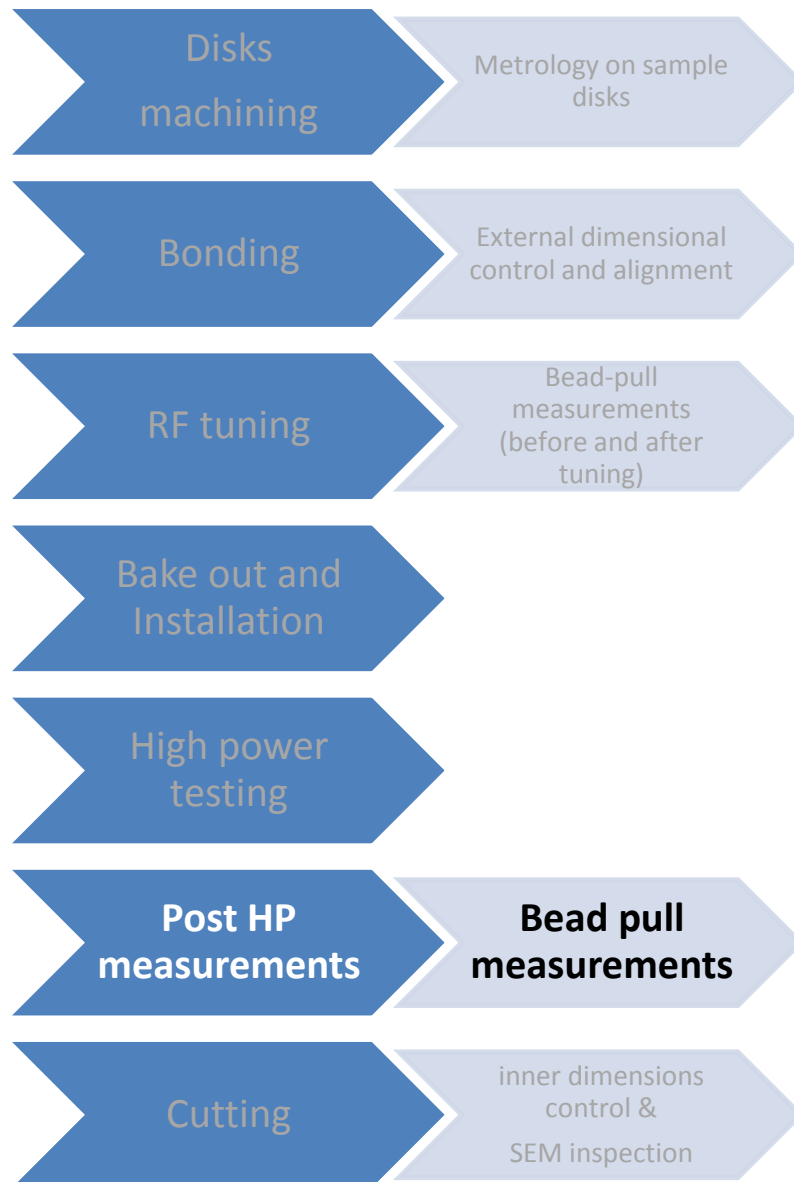 Disks
machining
Metrology on sample
disks
Bonding
External dimensional
control and alignment
RF tuning
Bead-pull
measurements
(before and after
tuning)
Bake out and
Installation
High power
testing
Post HP
measurements
Bead pull
measurements
Cutting
inner dimensions
control &
SEM inspection